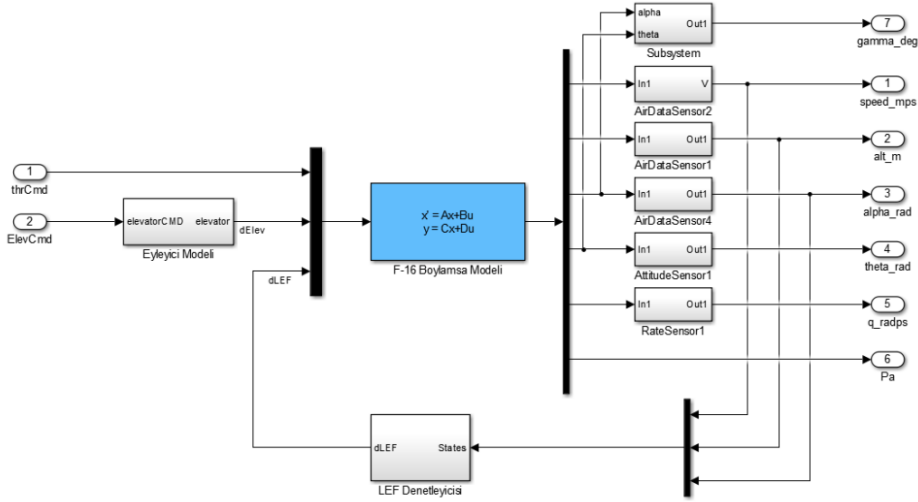 alpha
theta
Out1
Subsystem
7
gamma_deg
In1
V
AirDataSensor2
1
speed_mps
In1
Out1
AirDataSensor1
2
alt_m
1
thrCmd
In1
Out1
AirDataSensor4
3
alpha_rad
2
ElevCmd
elevatorCMD
elevator
dElev
Eyleyici Modeli
x' = Ax+Bu
y = Cx+Du
F-16 Boylamsa Modeli
In1
Out1
AttitudeSensor1
4
theta_rad
dLEF
In1
Out1
RateSensor1
5
q_radps
6
Pa
dLEF
States
LEF Denetleyicisi